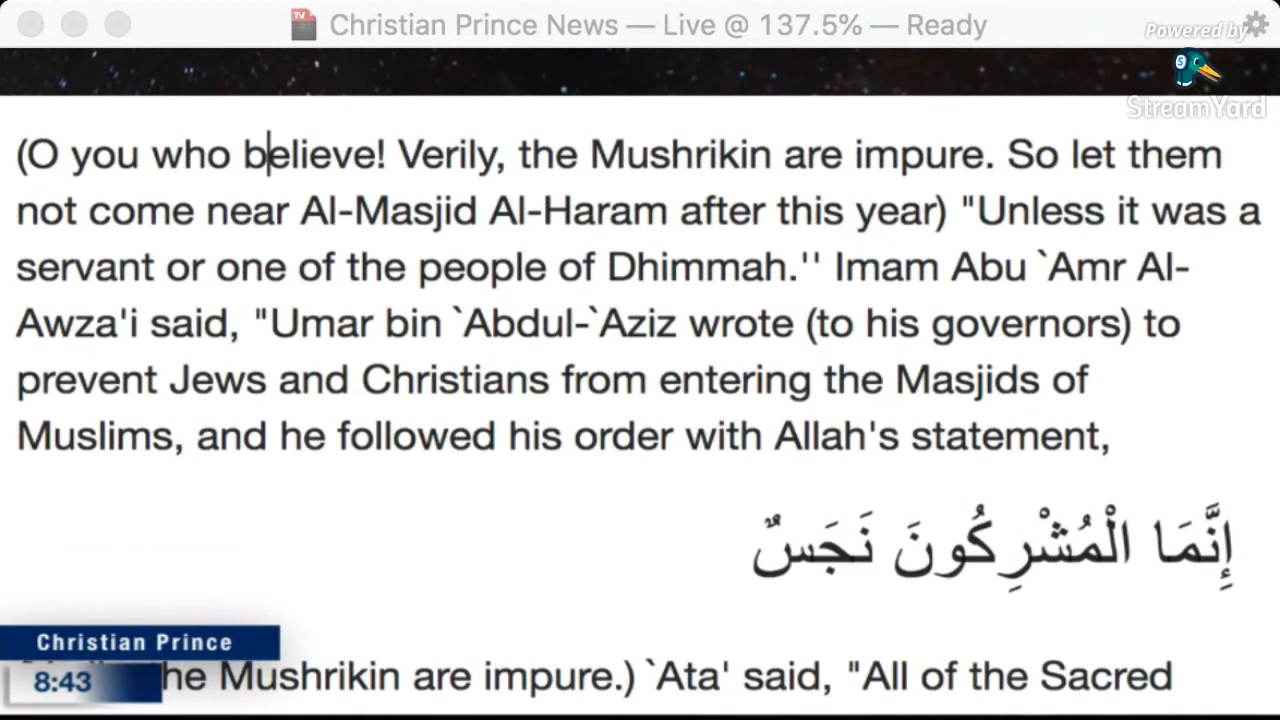 Christian Prince News — Live @ 137.5% — Ready
Powered by
StreamYard
(O you who believe! Verily, the Mushrikin are impure. So let them
not come near Al-Masjid Al-Haram after this year) "Unless it was a
servant or one of the people of Dhimmah.'' Imam Abu `Amr Al-
Awza'i said, "Umar bin `Abdul-`Aziz wrote (to his governors) to
prevent Jews and Christians from entering the Masjids of
Muslims, and he followed his order with Allah's statement,
إِنَّمَا الْمُشْرِكُونَ نَجَسٌ
Christian Prince
8:43
he Mushrikin are impure.) `Ata' said, "All of the Sacred